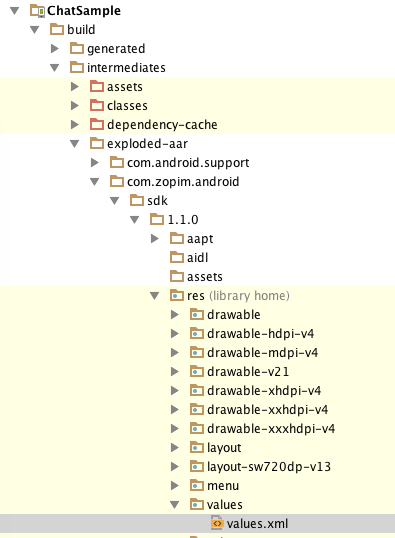 ChatSample
build
generated
intermediates
assets
classes
dependency-cache
exploded-aar
com.android.support
com.zopim.android
sdk
1.1.0
aapt
aidl
assets
res (library home)
drawable
drawable-hdpi-v4
drawable-mdpi-v4
drawable-v21
drawable-xhdpi-v4
drawable-xxhdpi-v4
drawable-xxxhdpi-v4
layout
layout-sw720dp-v13
menu
values
values.xml